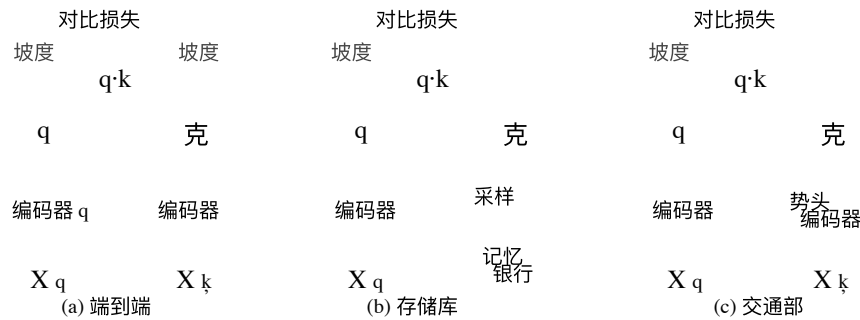 对比损失 对比损失 对比损失
坡度 坡度 坡度 坡度
q·k q·k q·k
q 克 q 克 q 克
采样 势头
编码器 q 编码器 编码器 编码器 编码器
记忆
银行
X q X ķ X q X q X ķ
(a) 端到端 (b) 存储库 (c) 交通部